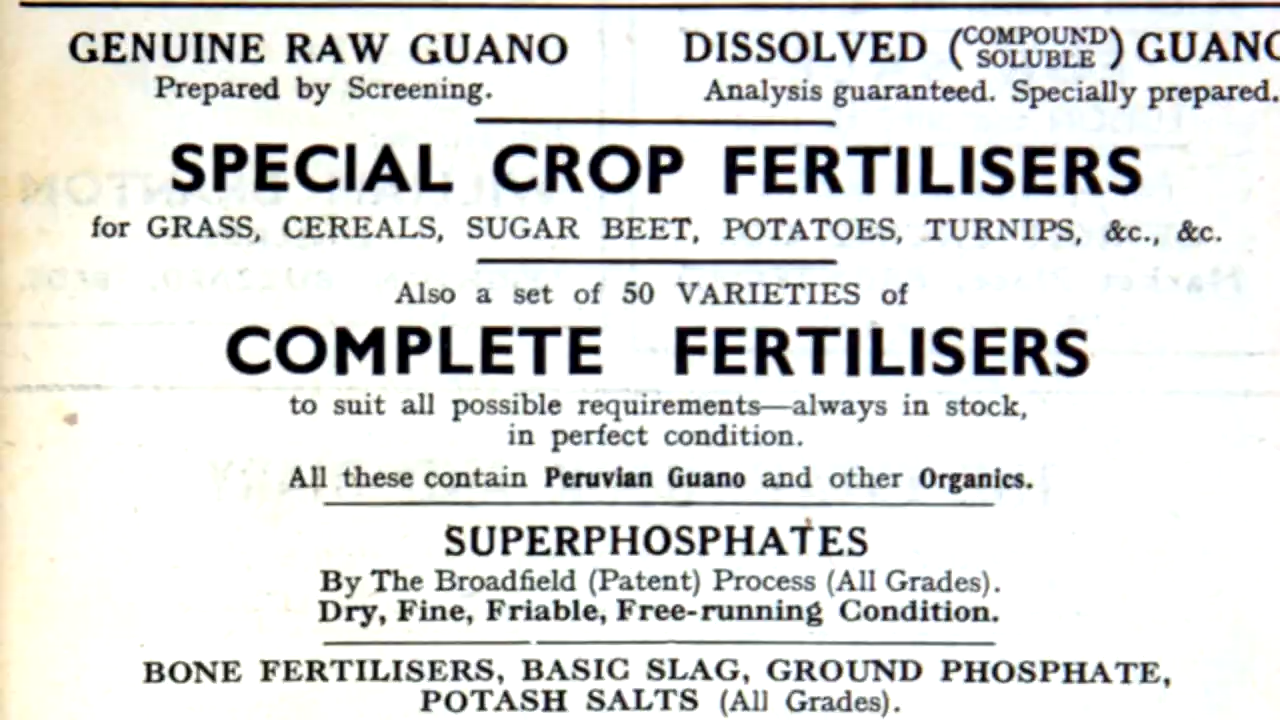 GENUINE RAW GUANO
Prepared by Screening.
DISSOLVED (COMPOUND SOLUBLE) GUANO
Analysis guaranteed. Specially prepared.
SPECIAL CROP FERTILISERS
for GRASS, CEREALS, SUGAR BEET, POTATOES, TURNIPS, &c., &c.
Also a set of 50 VARIETIES of
COMPLETE FERTILISERS
to suit all possible requirements—always in stock,
in perfect condition.
All these contain Peruvian Guano and other Organics.
SUPERPHOSPHATES
By The Broadfield (Patent) Process (All Grades).
Dry, Fine, Friable, Free-running Condition.
BONE FERTILISERS, BASIC SLAG, GROUND PHOSPHATE,
POTASH SALTS (All Grades).